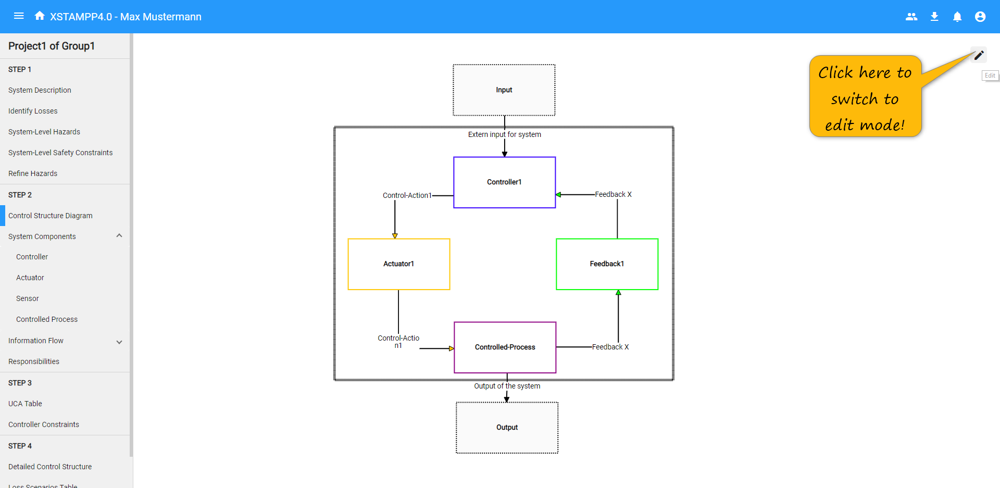 XSTAMPP4.0 - Max Mustermann
Project1 of Group1
STEP 1
System Description
Identify Losses
System-Level Hazards
System-Level Safety Constraints
Refine Hazards
STEP 2
Control Structure Diagram
System Components
Controller
Actuator
Sensor
Controlled Process
Information Flow
Responsibilities
STEP 3
UCA Table
Controller Constraints
STEP 4
Detailed Control Structure
Loss Scenarios Table
Input
Extern input for system
Controller1
Control-Action1
Feedback X
Actuator1
Feedback1
Control-Actio
n1
Controlled-Process
Feedback X
Output of the system
Output
Click here to
switch to
edit mode!
Edit